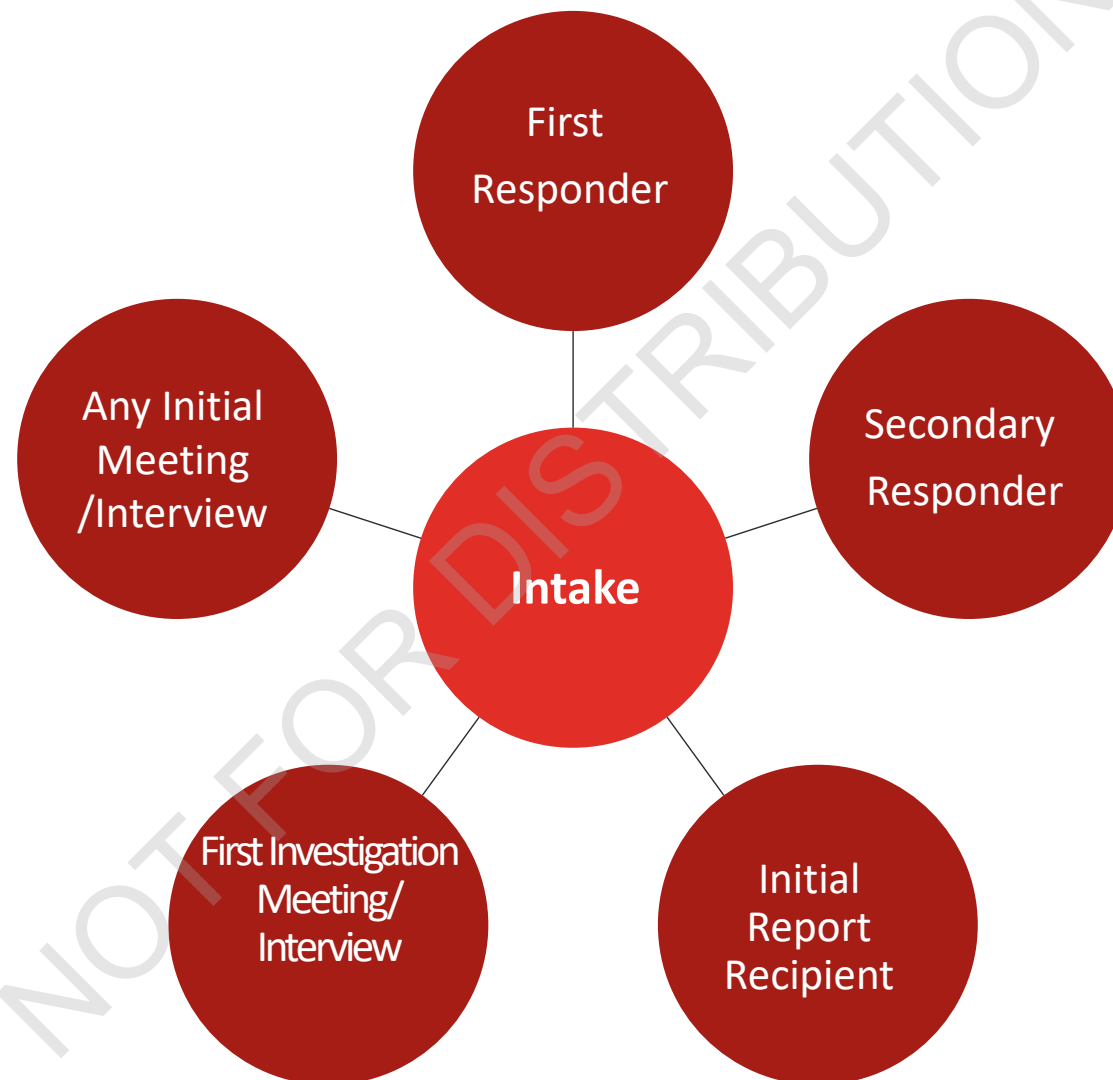 First
Responder
Secondary
Responder
Initial
Report
Recipient
First Investigation
Meeting/
Interview
Any Initial
Meeting
/Interview
Intake
NOT FOR DISTRIBUTION